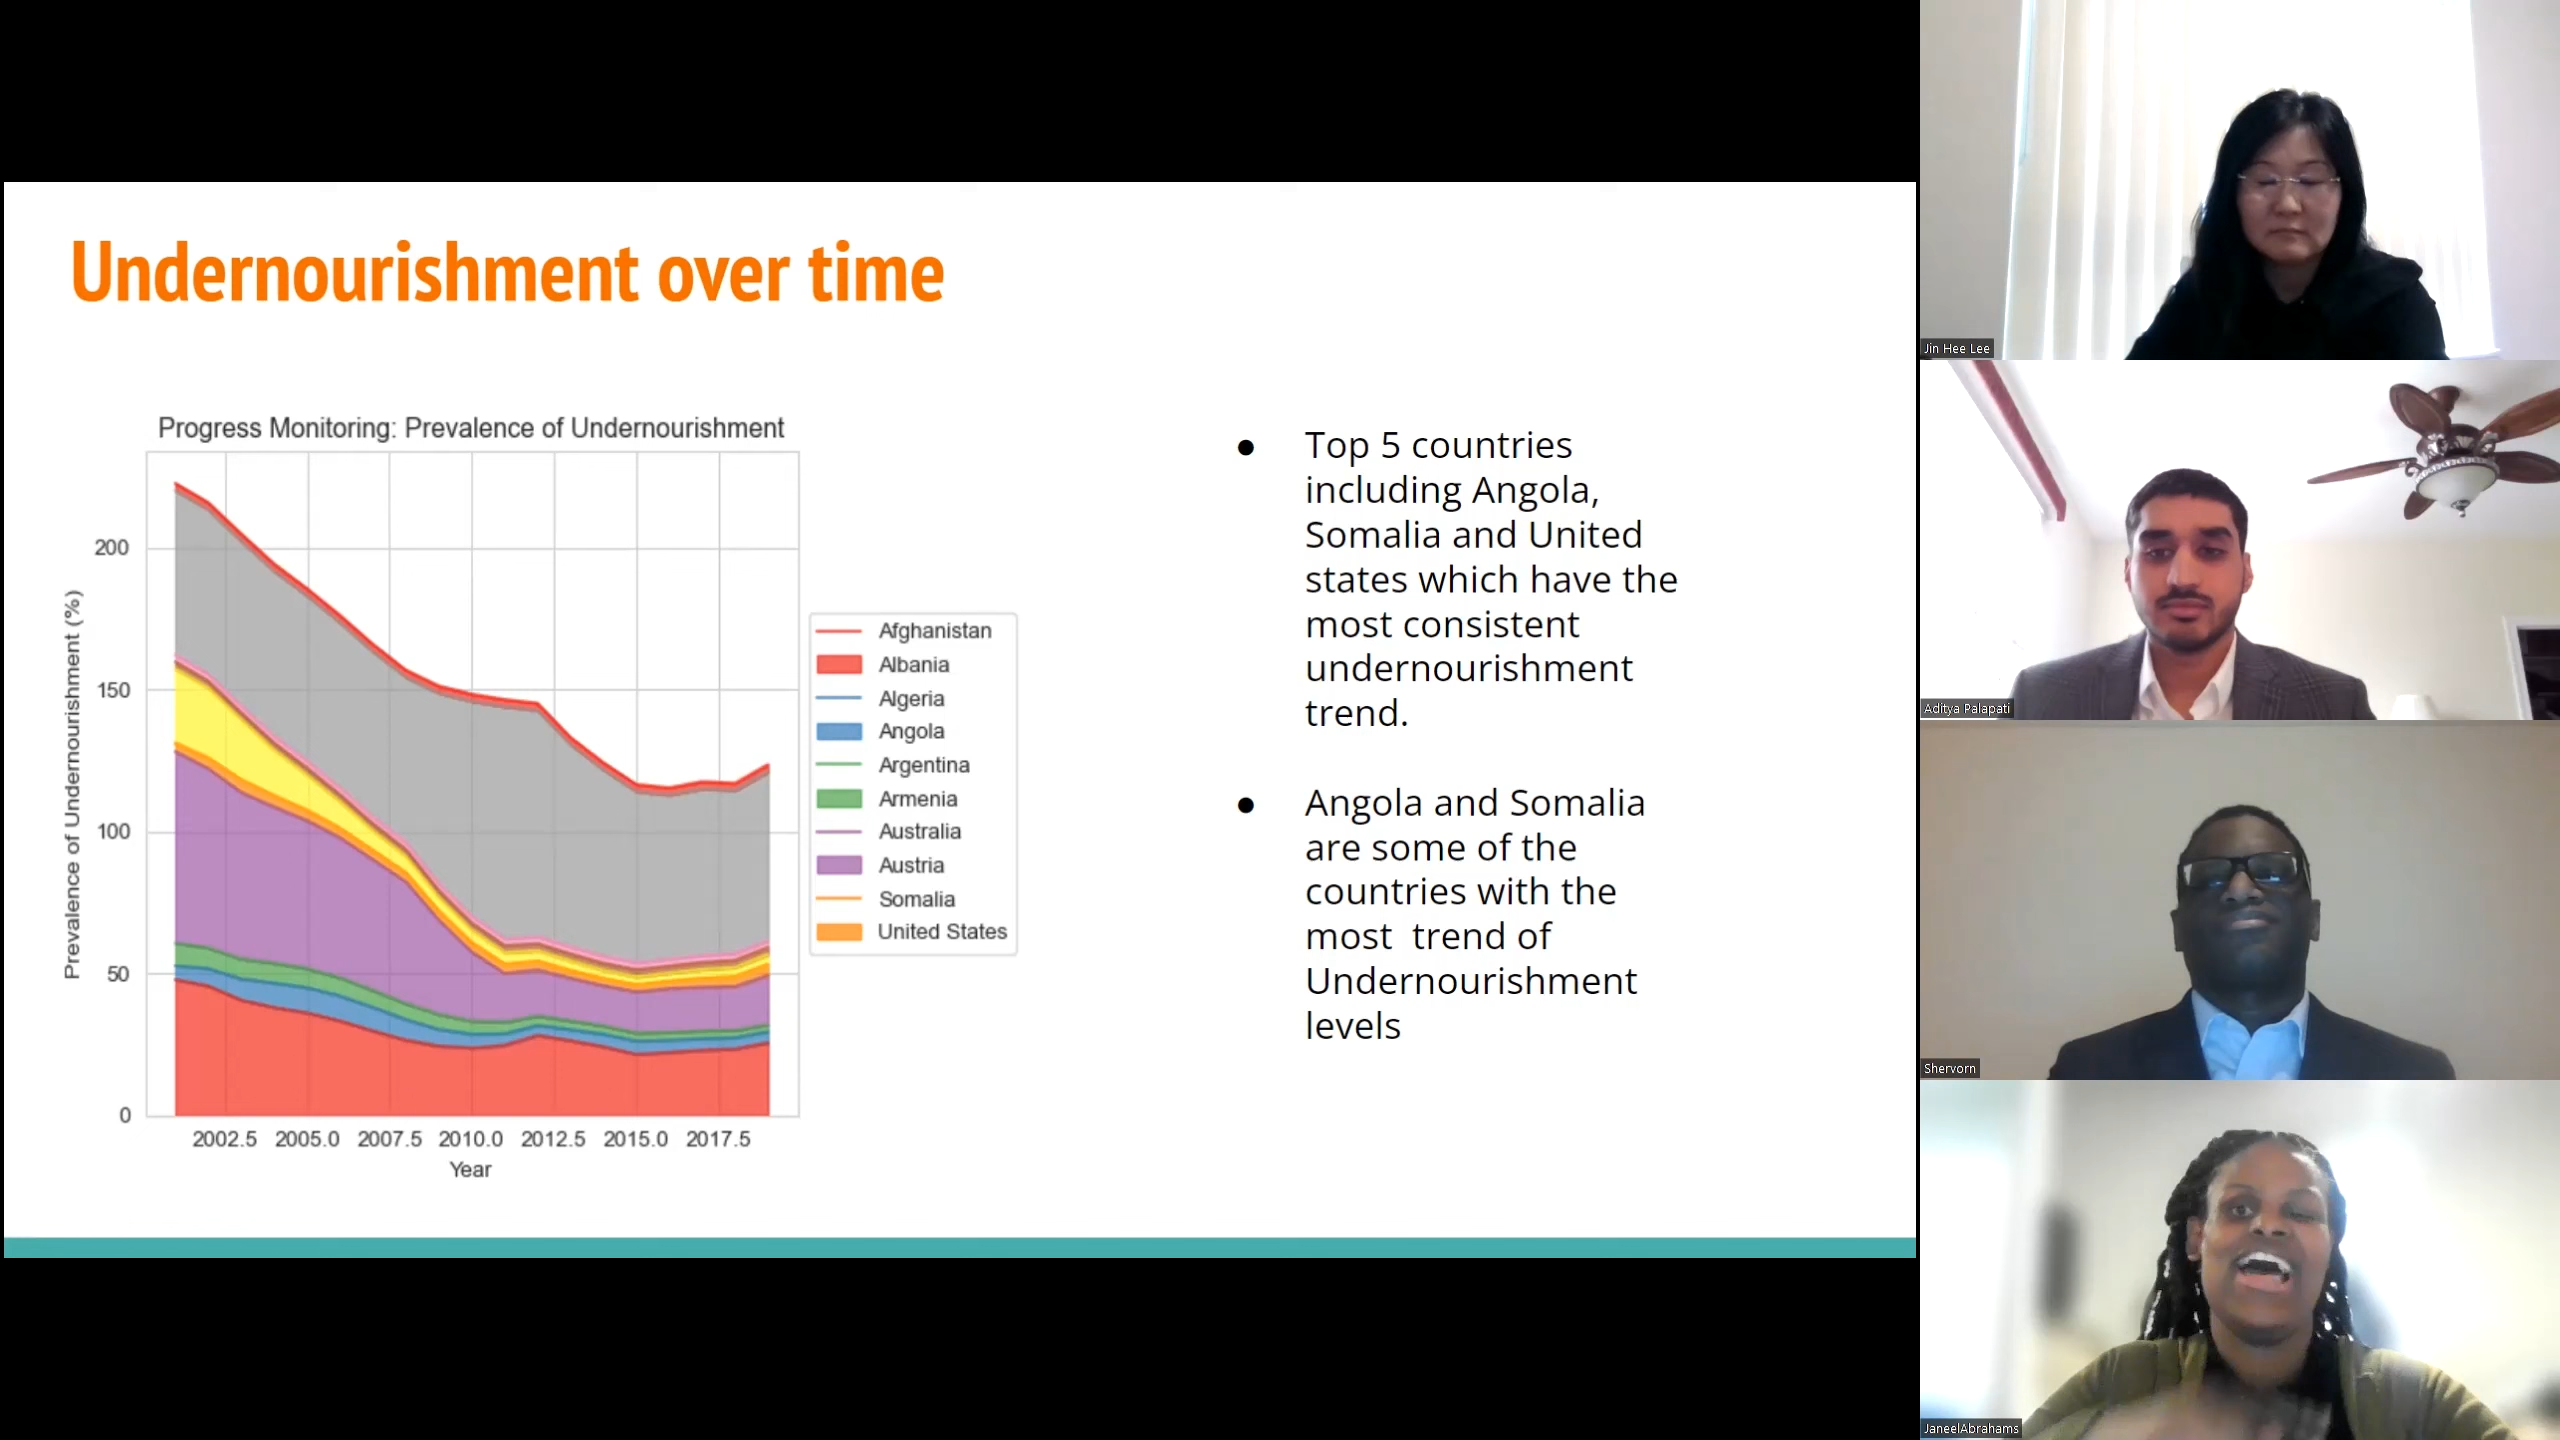 Undernourishment over time
Progress Monitoring: Prevalence of Undernourishment
Prevalence of Undernourishment (%)
200
150
100
50
0
2002.5 2005.0 2007.5 2010.0 2012.5 2015.0 2017.5
Year
Afghanistan
Albania
Algeria
Angola
Argentina
Armenia
Australia
Austria
Somalia
United States
● Top 5 countries
including Angola,
Somalia and United
states which have the
most consistent
undernourishment
trend.
● Angola and Somalia
are some of the
countries with the
most trend of
Undernourishment
levels
Jin Hee Lee
Aditya Palapati
Shervorn
JaneelAbrahams